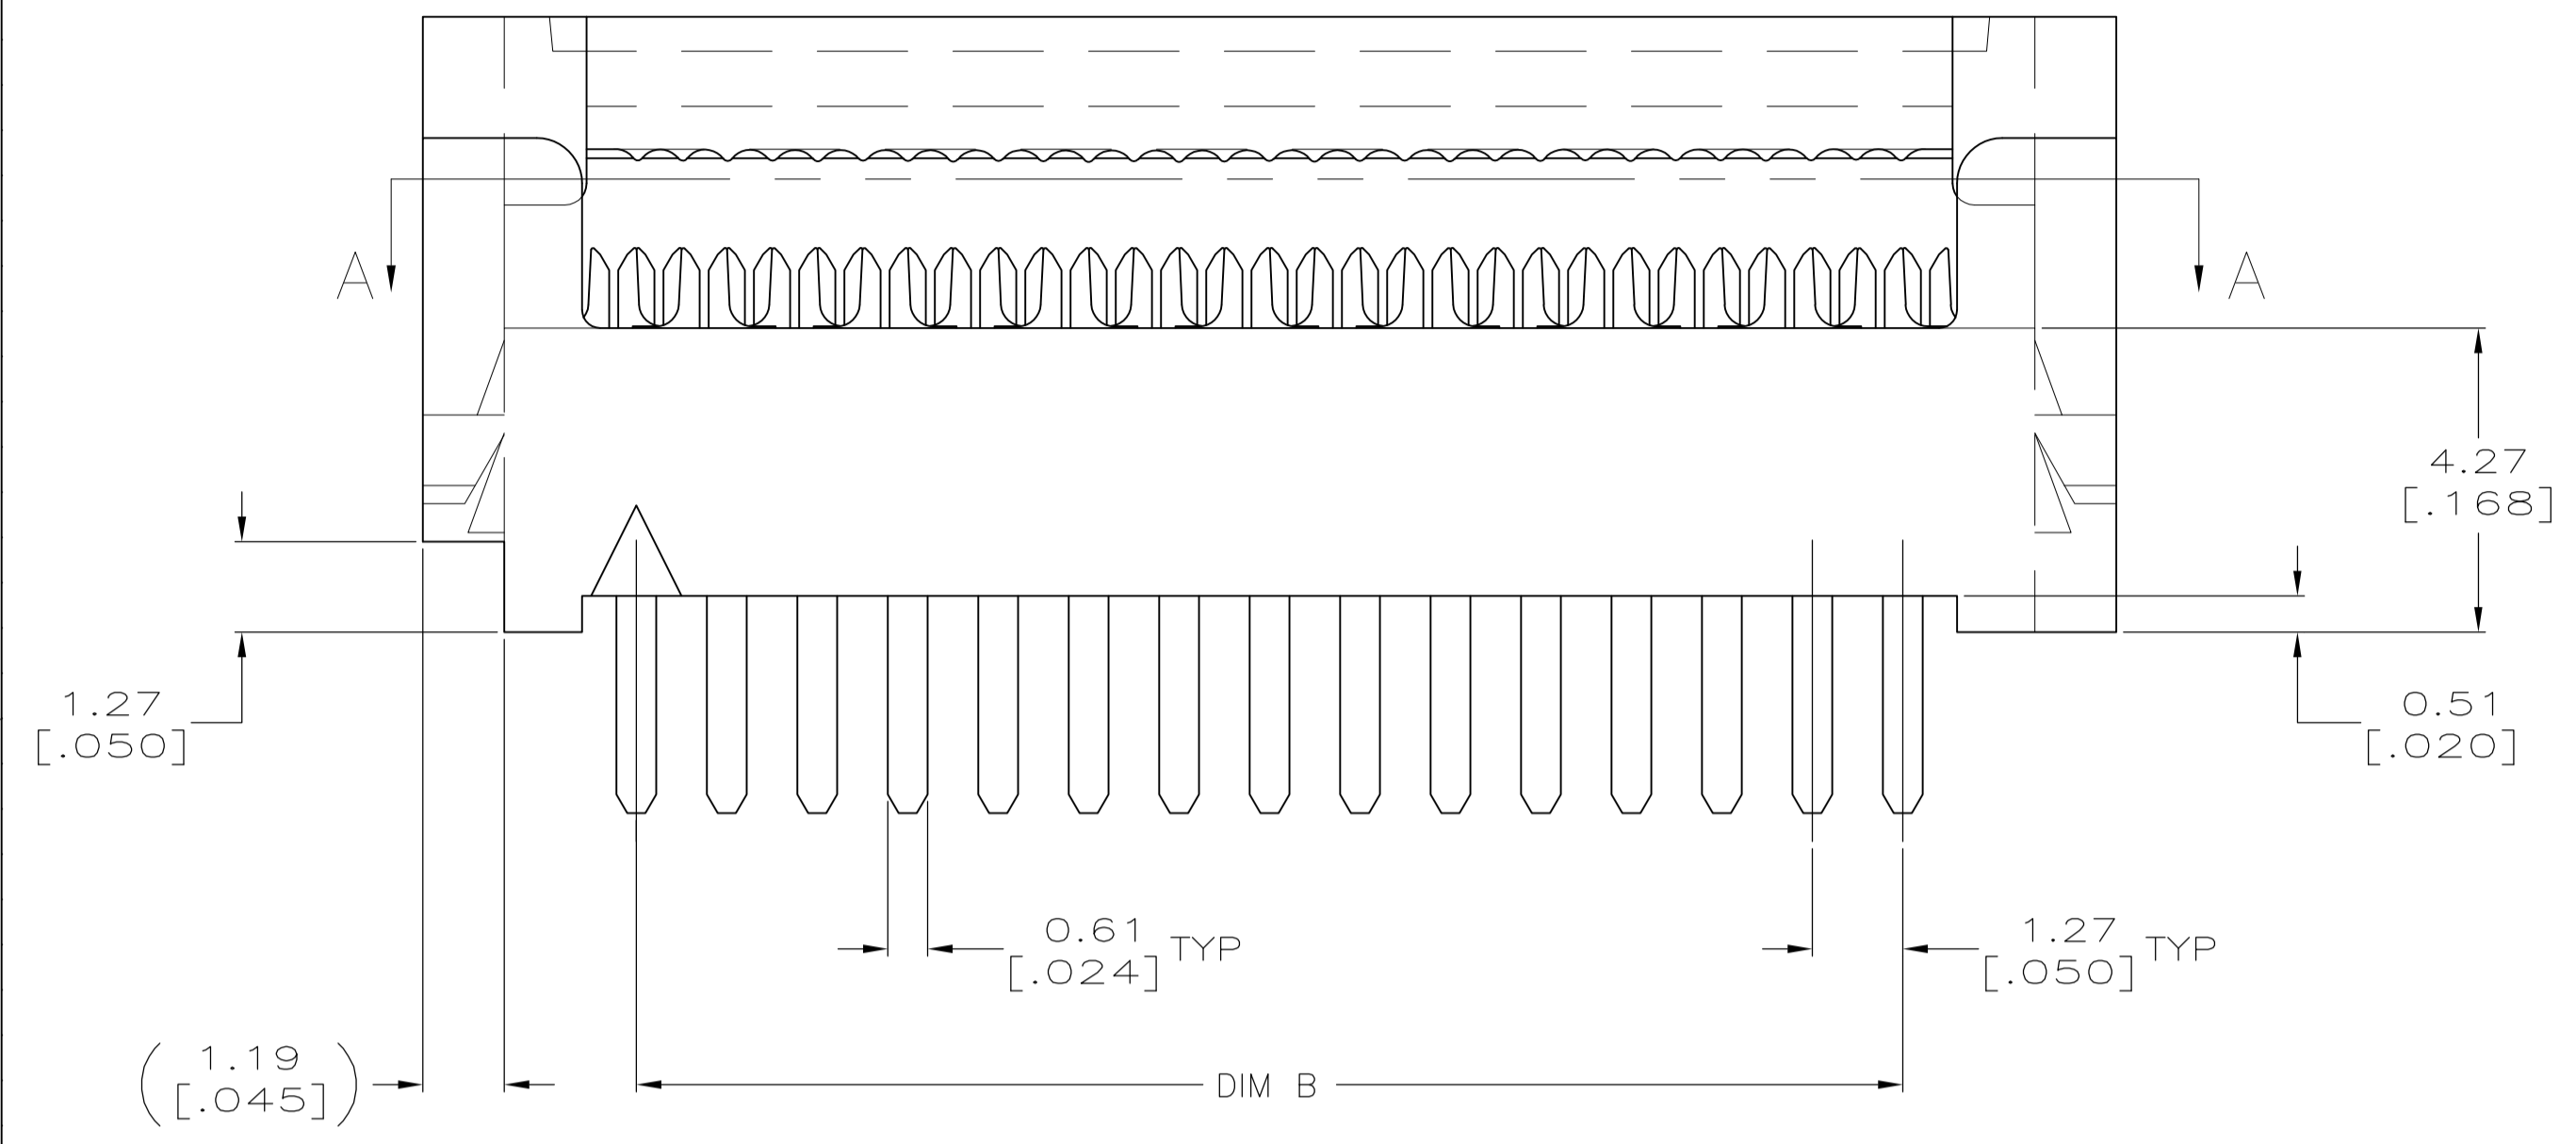 A
A
4.27
[.168]
1.27
[.050]
0.51
[.020]
0.61
[.024] TYP
1.27
[.050] TYP
(1.19
[.045])
DIM B